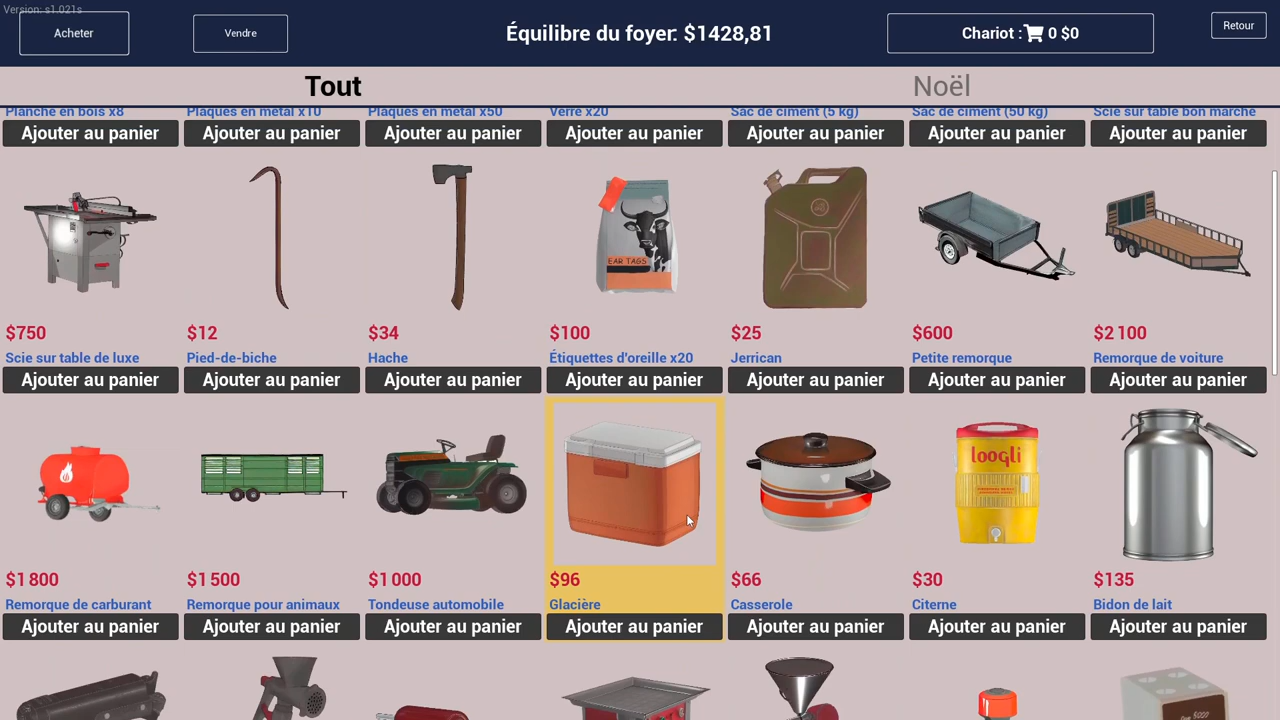 Version: s1.021s
Acheter
Vendre
Équilibre du foyer: $1428,81
Chariot : 0 $0
Retour
Tout
Noël
Planche en bois x8
Plaques en métal x10
Plaques en métal x50
Verre x20
Sac de ciment (5 kg)
Sac de ciment (50 kg)
Scie sur table bon marché
Ajouter au panier
Ajouter au panier
Ajouter au panier
Ajouter au panier
Ajouter au panier
Ajouter au panier
Ajouter au panier
EAR TAGS
$750
$12
$34
$100
$25
$600
$2 100
Scie sur table de luxe
Pied-de-biche
Hache
Étiquettes d'oreille x20
Jerrican
Petite remorque
Remorque de voiture
Ajouter au panier
Ajouter au panier
Ajouter au panier
Ajouter au panier
Ajouter au panier
Ajouter au panier
Ajouter au panier
loogli
$1 800
$1 500
$1 000
$96
$66
$30
$135
Remorque de carburant
Remorque pour animaux
Tondeuse automobile
Glacière
Casserole
Citerne
Bidon de lait
Ajouter au panier
Ajouter au panier
Ajouter au panier
Ajouter au panier
Ajouter au panier
Ajouter au panier
Ajouter au panier